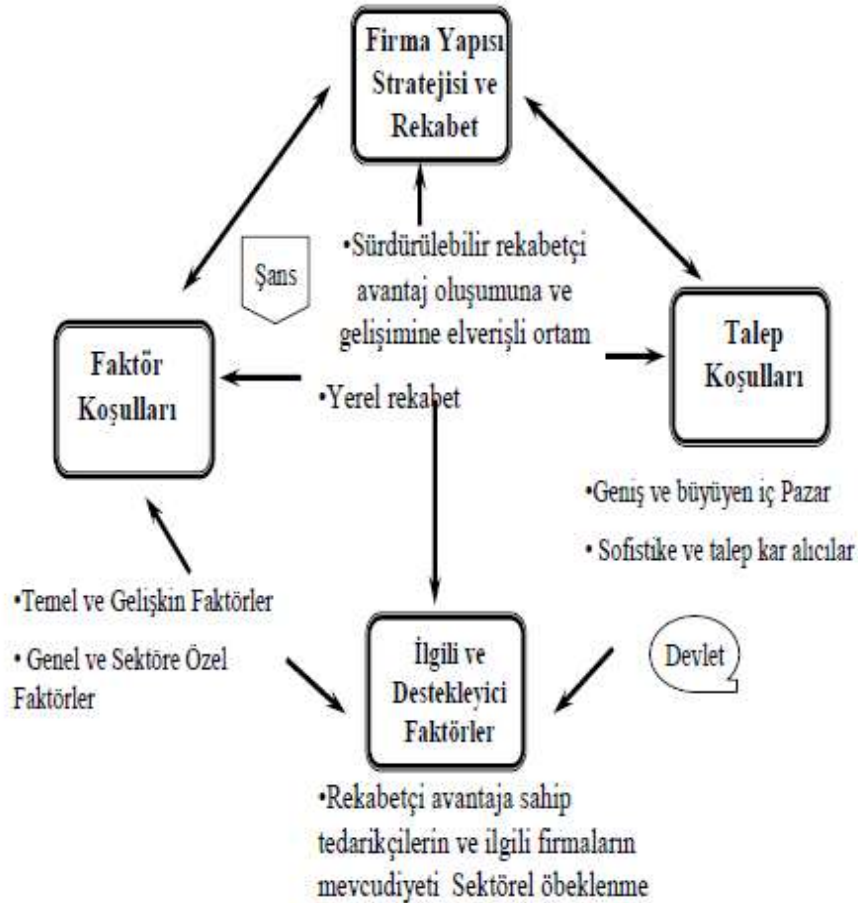 Firma Yapısı
Stratejisi ve
Rekabet
Şans
•Sürdürülebilir rekabetçi
avantaj oluşumuna ve
gelişimine elverişli ortam
•Yerel rekabet
Faktör
Koşulları
Talep
Koşulları
•Geniş ve büyüyen iç Pazar
• Sofistike ve talep kar alıcılar
•Temel ve Gelişkin Faktörler
• Genel ve Sektöre Özel
Faktörler
İlgili ve
Destekleyici
Faktörler
Devlet
•Rekabetçi avantaja sahip
tedarikçilerin ve ilgili firmaların
mevcudiyeti Sektörel öbeklenme